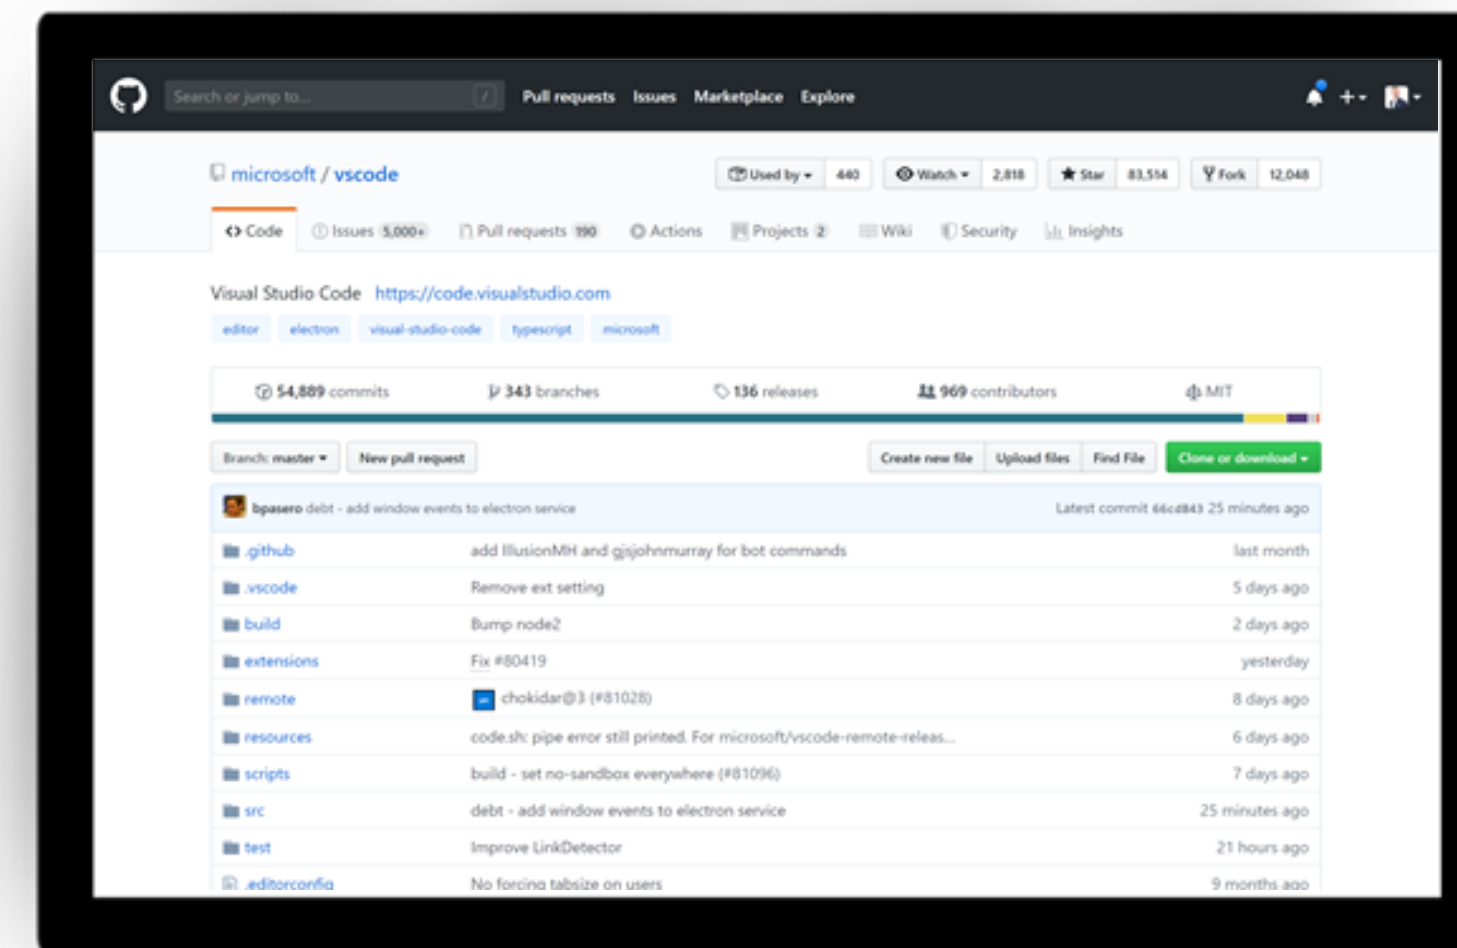 Search or jump to... / Pull requests Issues Marketplace Explore
microsoft / vscode Used by 440 Watch 2,818 Star 83,514 Fork 12,048
Code Issues 5,000+ Pull requests 190 Actions Projects 2 Wiki Security Insights
Visual Studio Code https://code.visualstudio.com
editor electron visual-studio-code typescript microsoft
54,889 commits 343 branches 136 releases 969 contributors MIT
Branch: master New pull request Create new file Upload files Find File Clone or download
bpasero debt - add window events to electron service Latest commit 66cd843 25 minutes ago
.github add IllusionMH and gjsjohnmurray for bot commands last month
.vscode Remove ext setting 5 days ago
build Bump node2 2 days ago
extensions Fix #80419 yesterday
remote chokidar@3 (#81028) 8 days ago
resources code.sh: pipe error still printed. For microsoft/vscode-remote-releas... 6 days ago
scripts build - set no-sandbox everywhere (#81096) 7 days ago
src debt - add window events to electron service 25 minutes ago
test Improve LinkDetector 21 hours ago
.editorconfig No forcing tabsize on users 9 months ago